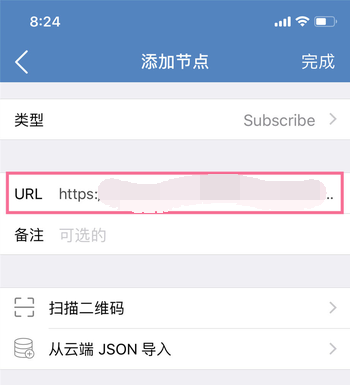 8:24
添加节点 完成
类型 Subscribe
URL https:/ ..
备注 可选的
扫描二维码
从云端 JSON 导入